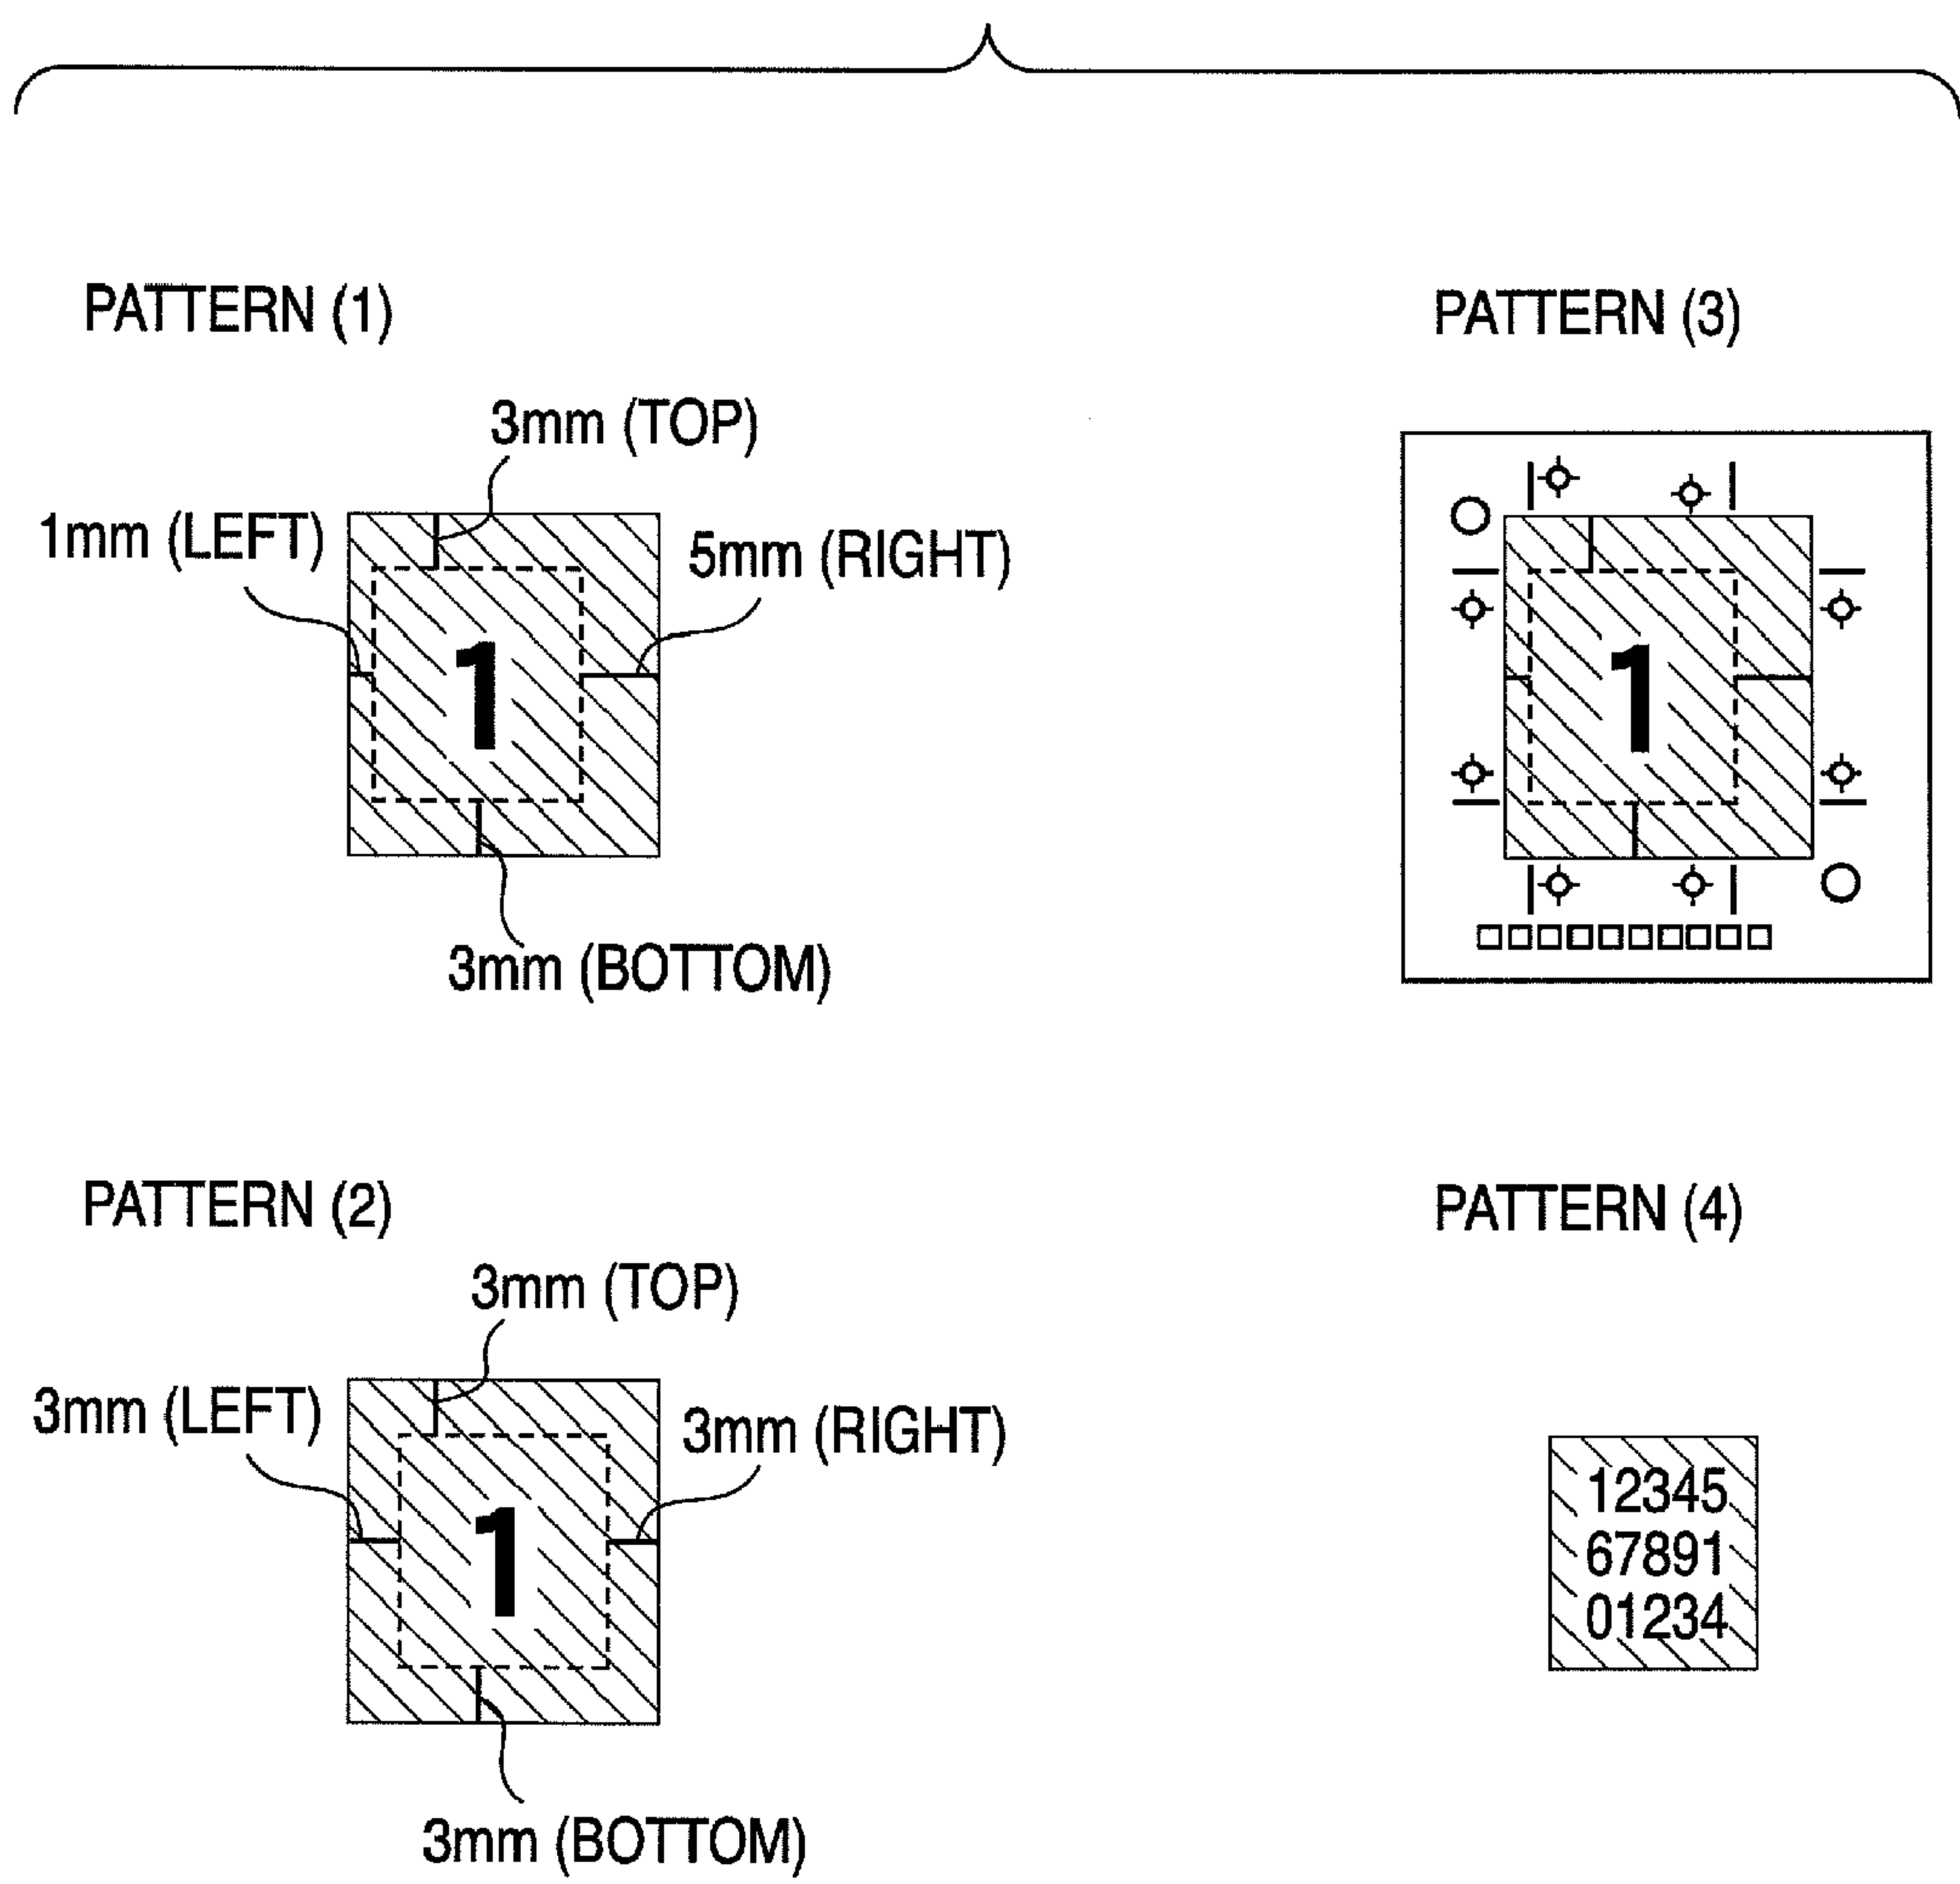 PATTERN (1)
3mm (TOP)
1mm (LEFT)
5mm (RIGHT)
1
3mm (BOTTOM)
PATTERN (3)
1
PATTERN (2)
3mm (TOP)
3mm (LEFT)
3mm (RIGHT)
1
3mm (BOTTOM)
PATTERN (4)
12345
67891
01234